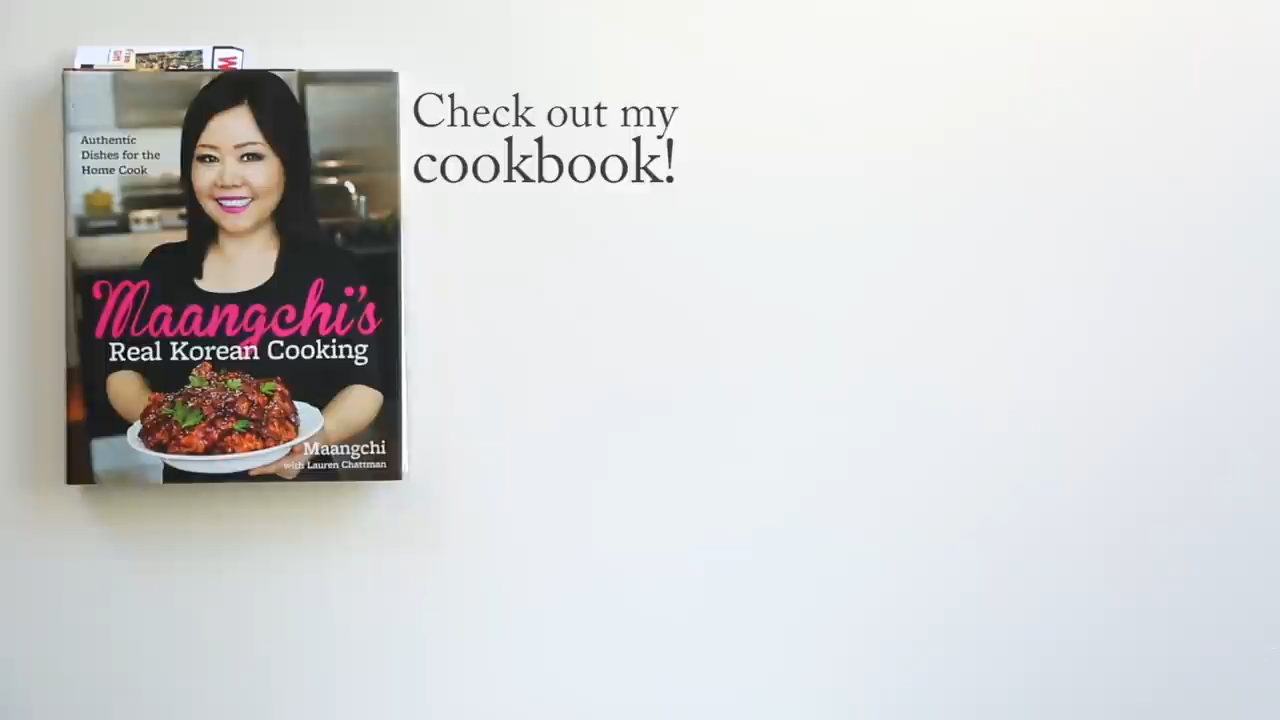 Authentic
Dishes for the
Home Cook
Maangchi's
Real Korean Cooking
Maangchi
with Lauren Chattman
Check out my
cookbook!